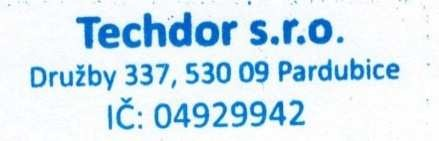 Techdor s.r.o.
Družby 337, 530 09 Pardubice
IČ: 04929942